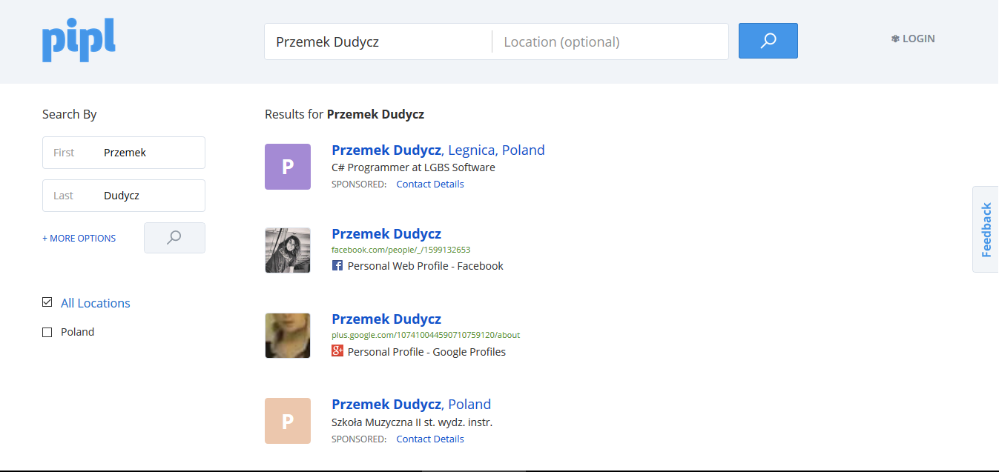 pipl
Przemek Dudycz Location (optional)
LOGIN
Search By
First Przemek
Last Dudycz
+ MORE OPTIONS
All Locations
Poland
Results for Przemek Dudycz
P
Przemek Dudycz, Legnica, Poland
C# Programmer at LGBS Software
SPONSORED: Contact Details
Przemek Dudycz
facebook.com/people/_/1599132653
f Personal Web Profile - Facebook
Przemek Dudycz
plus.google.com/107410044590710759120/about
g+ Personal Profile - Google Profiles
P
Przemek Dudycz, Poland
Szkoła Muzyczna II st. wydz. instr.
SPONSORED: Contact Details
Feedback